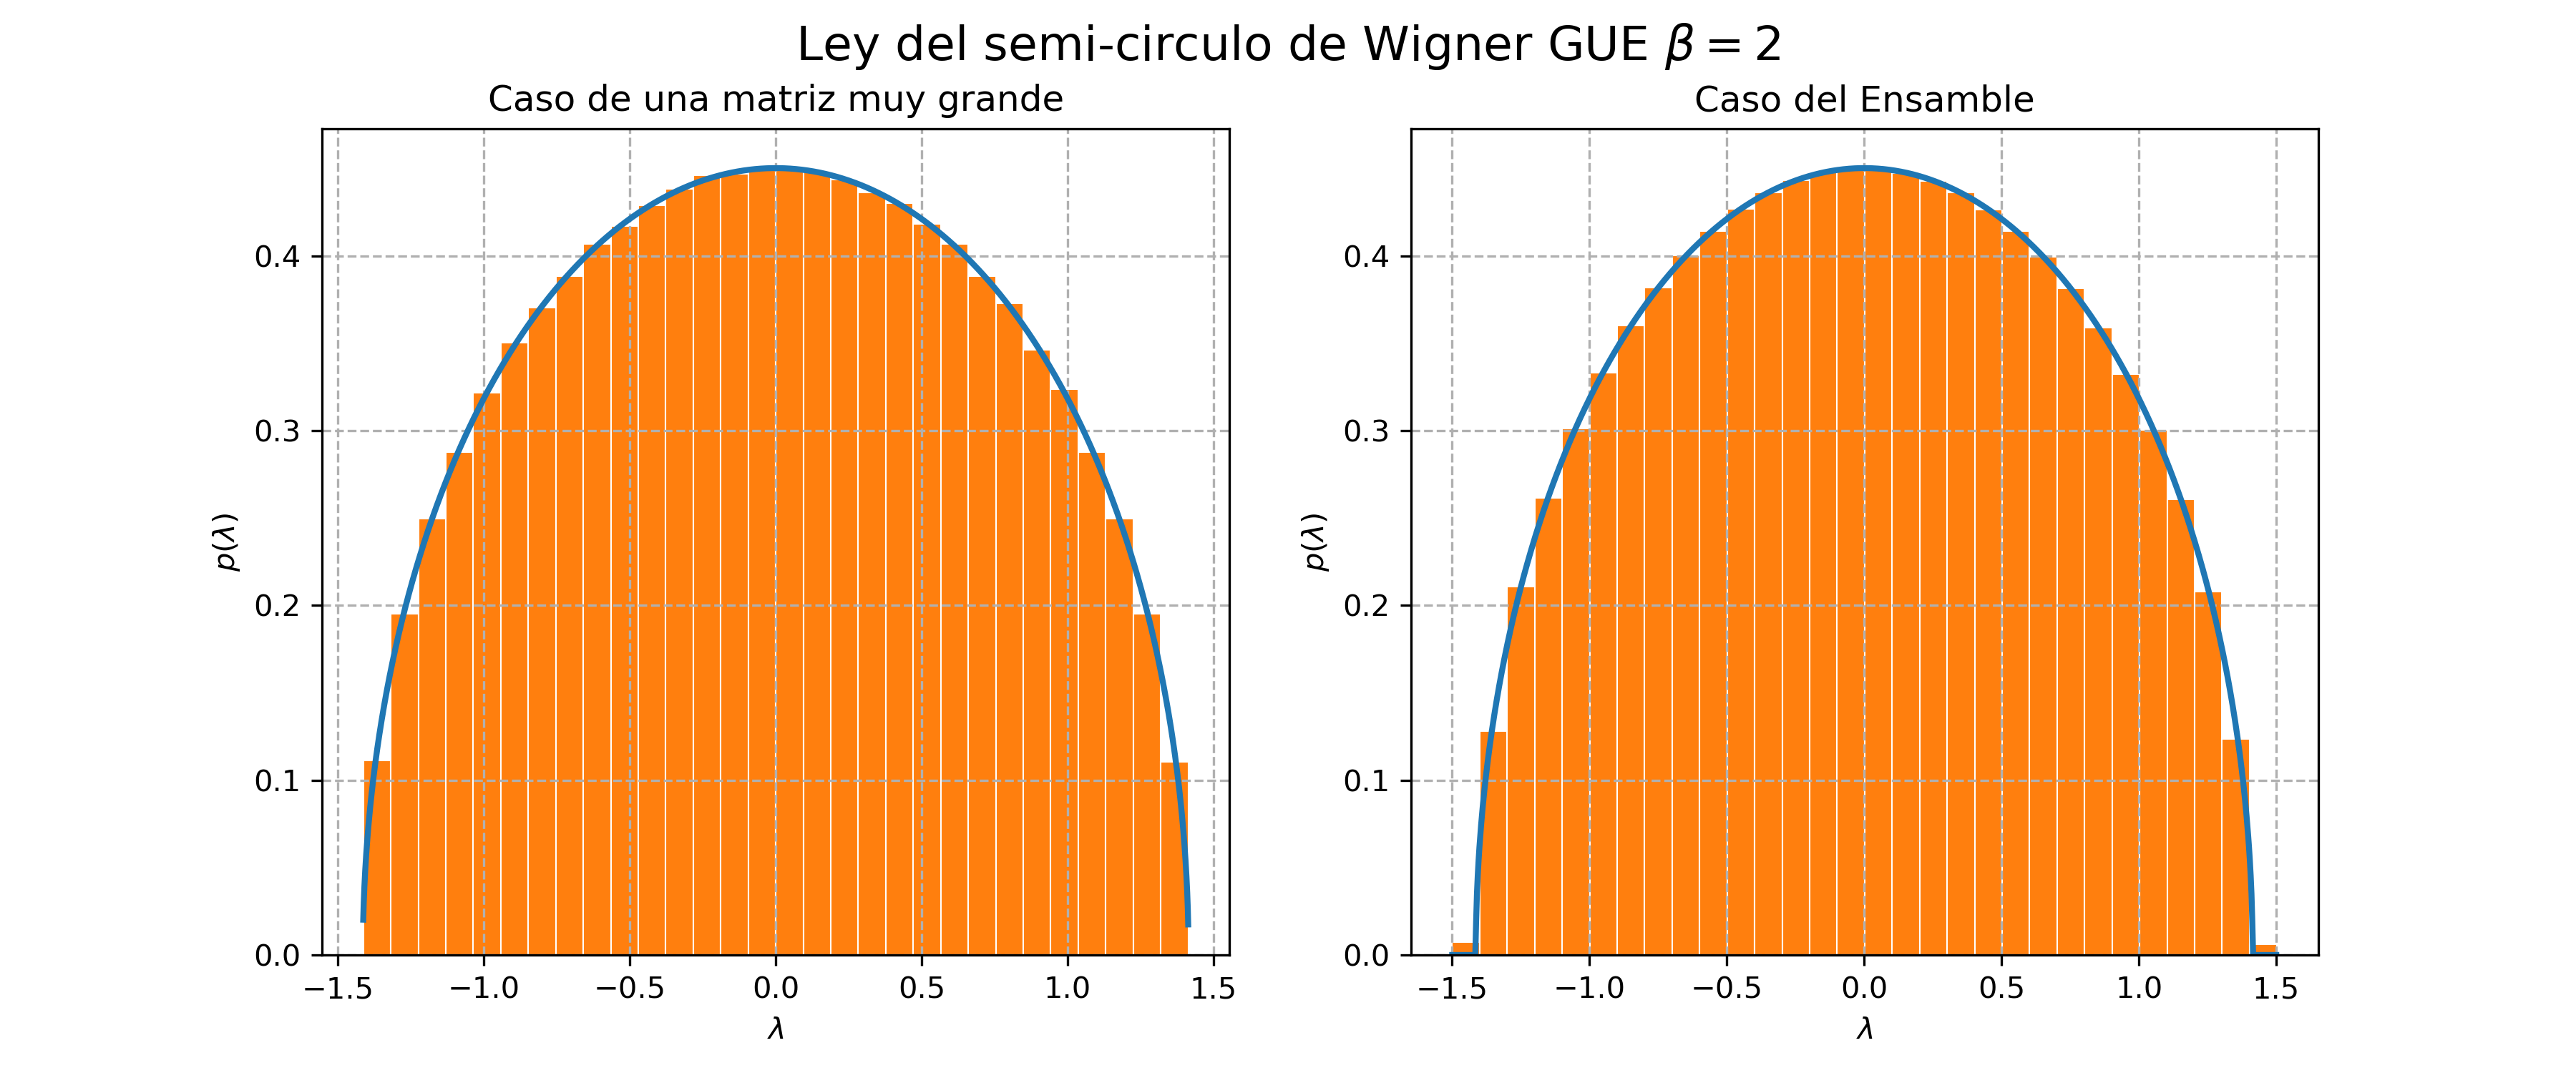 Ley del semi-circulo de Wigner GUE β = 2
Caso de una matriz muy grande
p(λ)
0.4
0.3
0.2
0.1
0.0
−1.5 −1.0 −0.5 0.0 0.5 1.0 1.5
λ
Caso del Ensamble
p(λ)
0.4
0.3
0.2
0.1
0.0
−1.5 −1.0 −0.5 0.0 0.5 1.0 1.5
λ